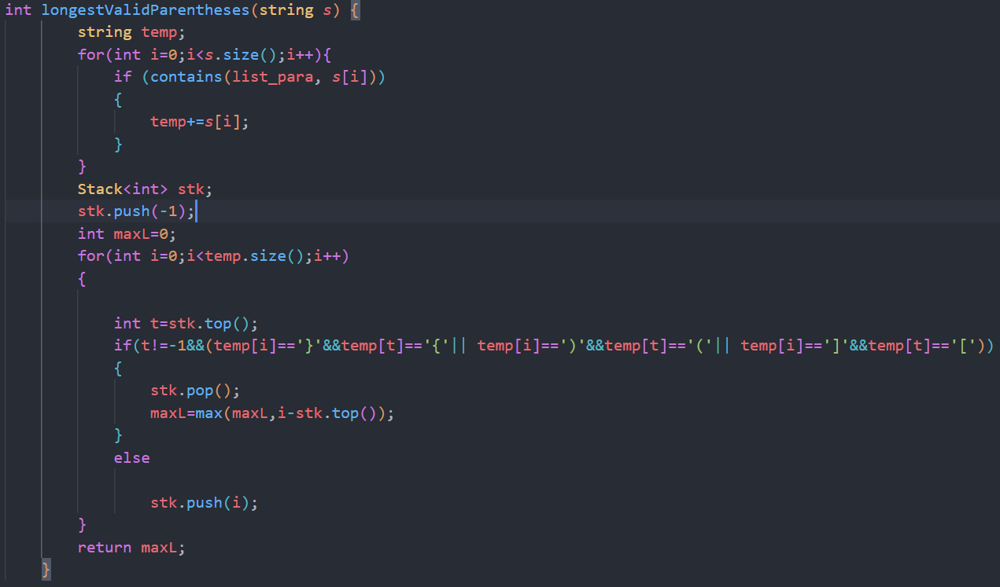 int longestValidParentheses(string s) {
string temp;
for(int i=0;i<s.size();i++){
if (contains(list_para, s[i]))
{
temp+=s[i];
}
}
Stack<int> stk;
stk.push(-1);
int maxL=0;
for(int i=0;i<temp.size();i++)
{
int t=stk.top();
if(t!=-1&&(temp[i]=='}'&&temp[t]=='{'|| temp[i]==')'&&temp[t]=='('|| temp[i]==']'&&temp[t]=='['))
{
stk.pop();
maxL=max(maxL,i-stk.top());
}
else
stk.push(i);
}
return maxL;
}